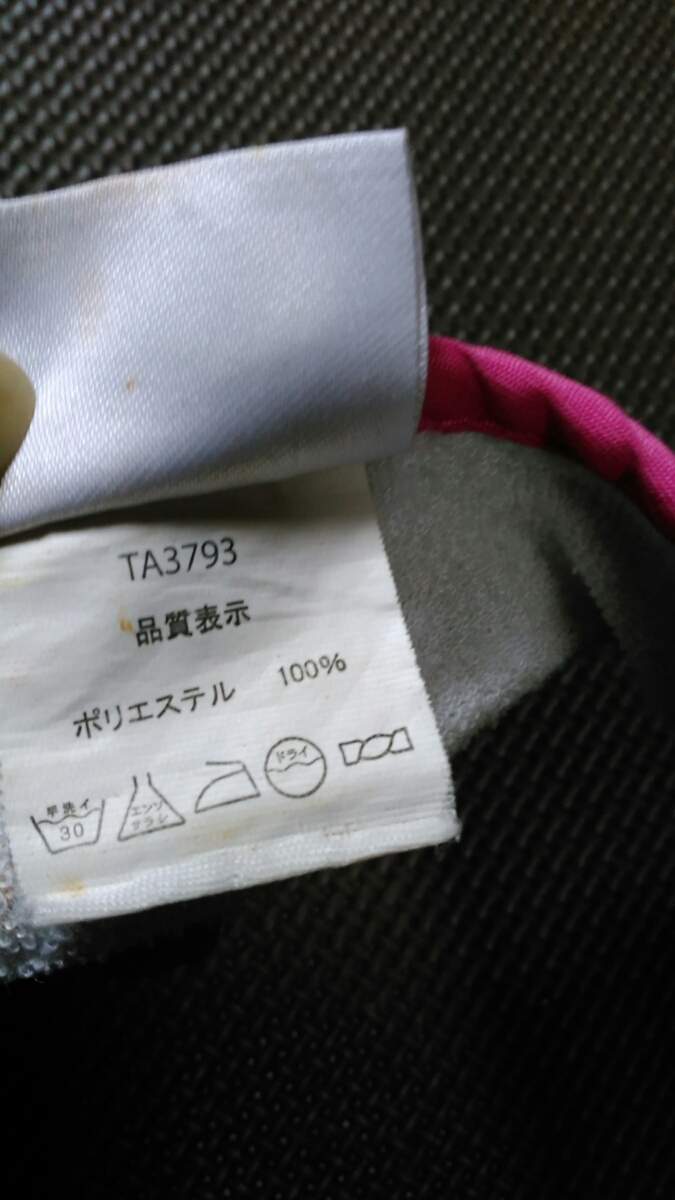 TA3793
品質表示
ポリエステル 100%
手洗イ
30
エンソ
サラシ
ドライ